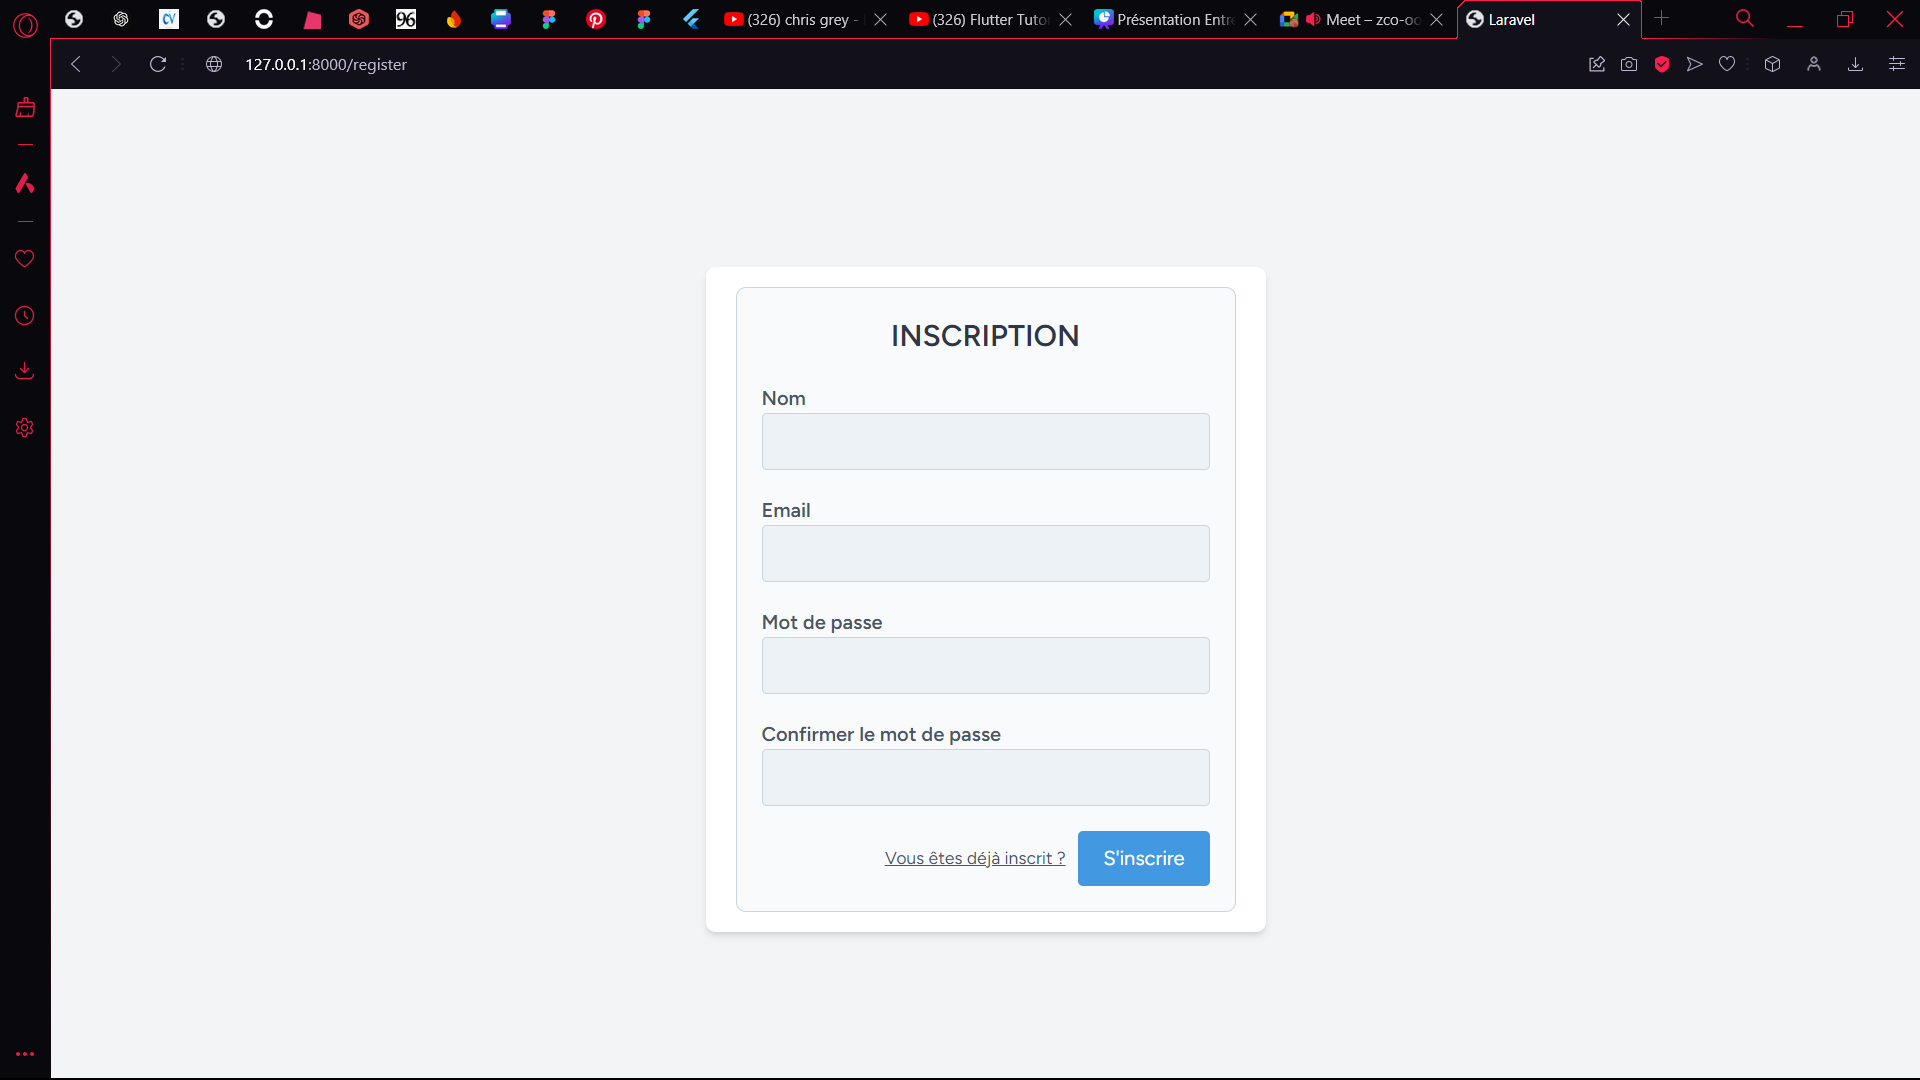 CV
96
(326) chris grey -
(326) Flutter Tuto
Présentation Entr
Meet – zco-o
Laravel
127.0.0.1:8000/register
INSCRIPTION
Nom
Email
Mot de passe
Confirmer le mot de passe
Vous êtes déjà inscrit ?
S'inscrire